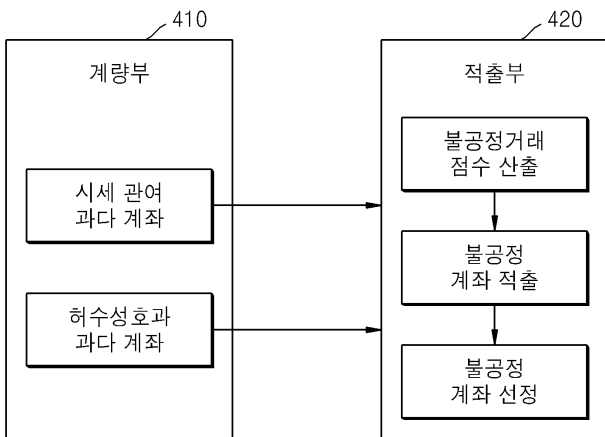 410
계량부
시세 관여
과다 계좌
허수성호과
과다 계좌
420
적출부
불공정거래
점수 산출
불공정
계좌 적출
불공정
계좌 선정